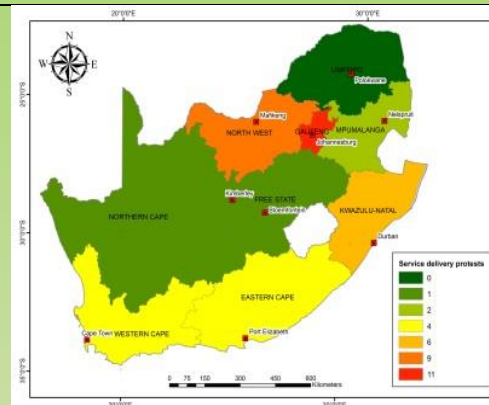 20°0'0"E 30°0'0"E
N
W E
S
LIMPOPO
Polokwane
25°0'0"S
Mafikeng
Nelspruit
NORTH WEST
GAUTENG
MPUMALANGA
Johannesburg
Kimberley
FREE STATE
Bloemfontein
KWAZULU-NATAL
NORTHERN CAPE
30°0'0"S
Durban
Service delivery protests
0
1
2
4
6
9
11
EASTERN CAPE
Cape Town
WESTERN CAPE
Port Elizabeth
35°0'0"S
0 75 150 300 450 600
Kilometers